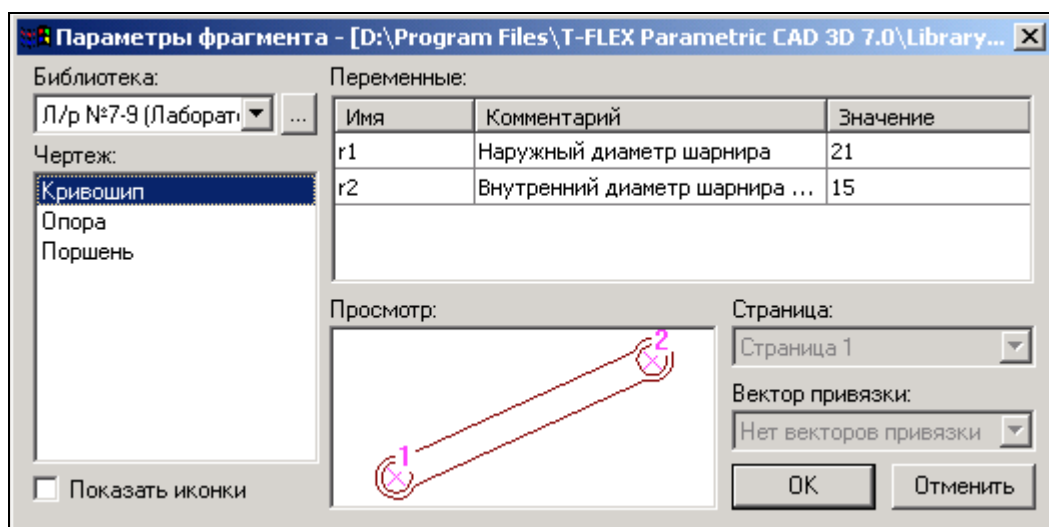 Параметры фрагмента - [D:\Program Files\T-FLEX Parametric CAD 3D 7.0\Library...
Библиотека:
Л/р №7-9 (Лаборат
...
Чертеж:
Кривошип
Опора
Поршень
Показать иконки
Переменные:
Имя Комментарий Значение
r1 Наружный диаметр шарнира 21
r2 Внутренний диаметр шарнира ... 15
Просмотр:
2
1
Страница:
Страница 1
Вектор привязки:
Нет векторов привязки
OK Отменить